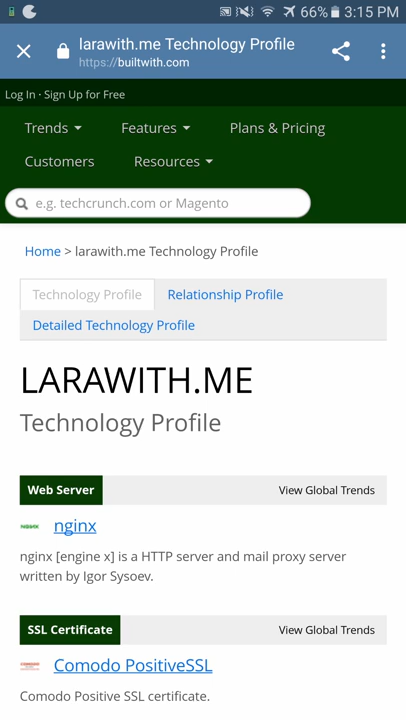 66% 3:15 PM
larawith.me Technology Profile
https://builtwith.com
Log In · Sign Up for Free
Trends Features Plans & Pricing
Customers Resources
e.g. techcrunch.com or Magento
Home > larawith.me Technology Profile
Technology Profile Relationship Profile
Detailed Technology Profile
LARAWITH.ME
Technology Profile
Web Server View Global Trends
NGINX nginx
nginx [engine x] is a HTTP server and mail proxy server
written by Igor Sysoev.
SSL Certificate View Global Trends
Comodo PositiveSSL
Comodo Positive SSL certificate.